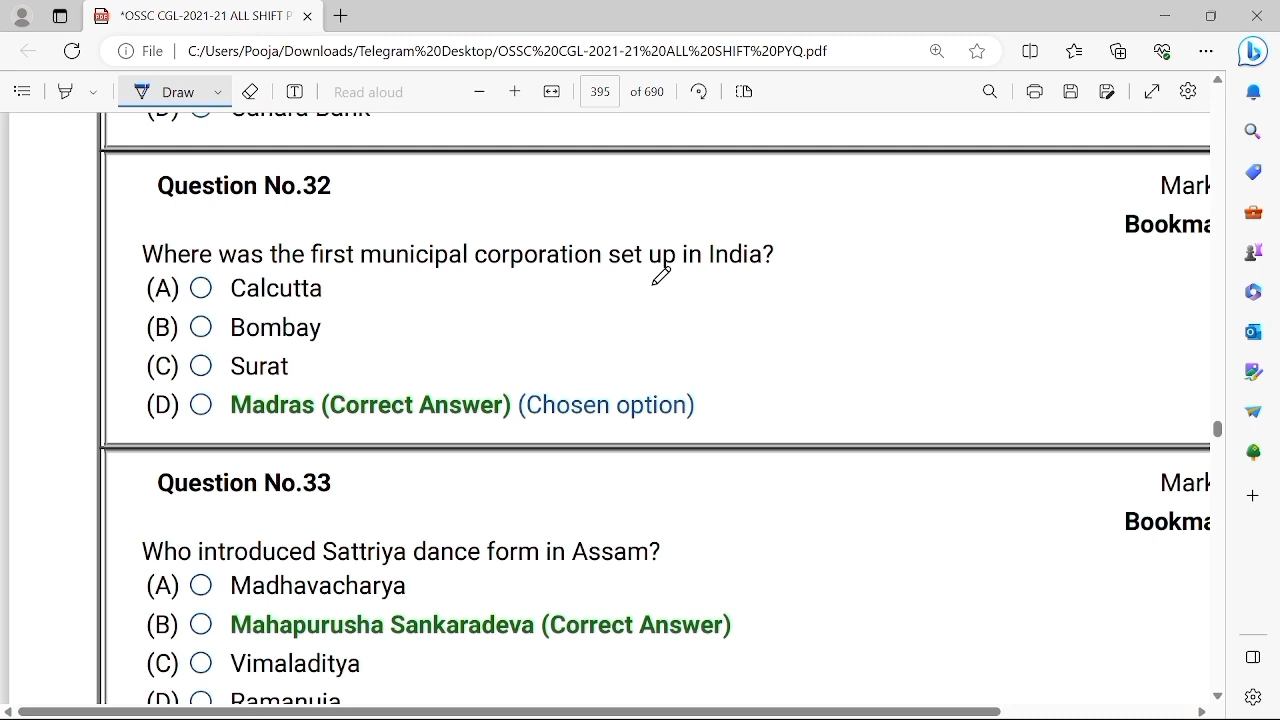 *OSSC CGL-2021-21 ALL SHIFT P
File
C:/Users/Pooja/Downloads/Telegram%20Desktop/OSSC%20CGL-2021-21%20ALL%20SHIFT%20PYQ.pdf
Draw
Read aloud
395 of 690
Question No.32
Mark
Bookma
Where was the first municipal corporation set up in India?
(A) Calcutta
(B) Bombay
(C) Surat
(D) Madras (Correct Answer) (Chosen option)
Question No.33
Mark
Bookma
Who introduced Sattriya dance form in Assam?
(A) Madhavacharya
(B) Mahapurusha Sankaradeva (Correct Answer)
(C) Vimaladitya
(D) Ramanuja